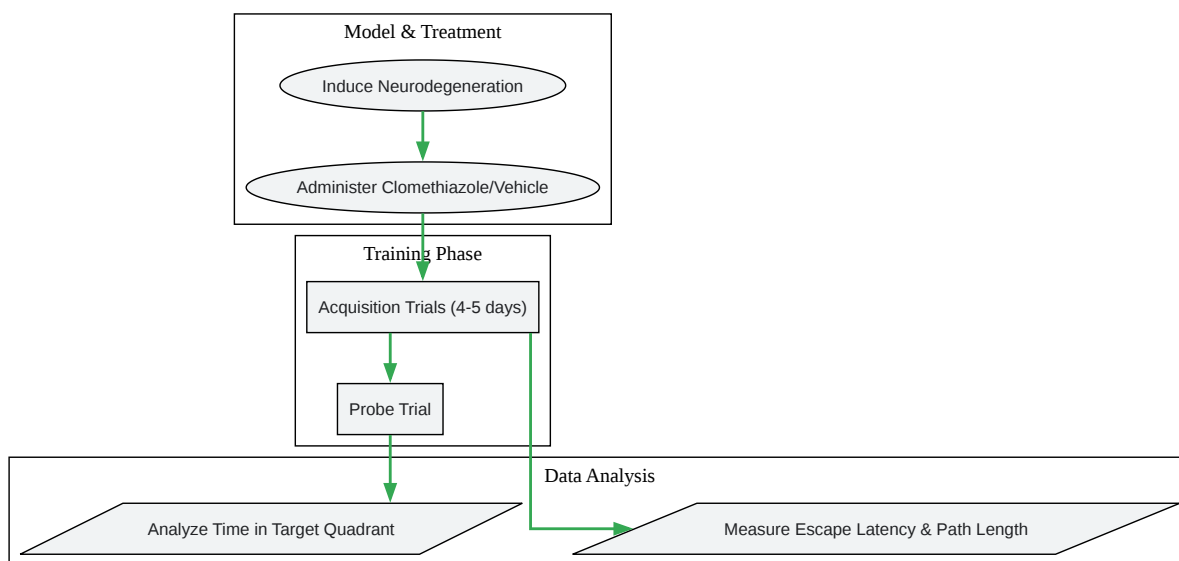 Model & Treatment
Induce Neurodegeneration
Administer Clomethiazole/Vehicle
Training Phase
Acquisition Trials (4-5 days)
Probe Trial
Data Analysis
Analyze Time in Target Quadrant
Measure Escape Latency & Path Length